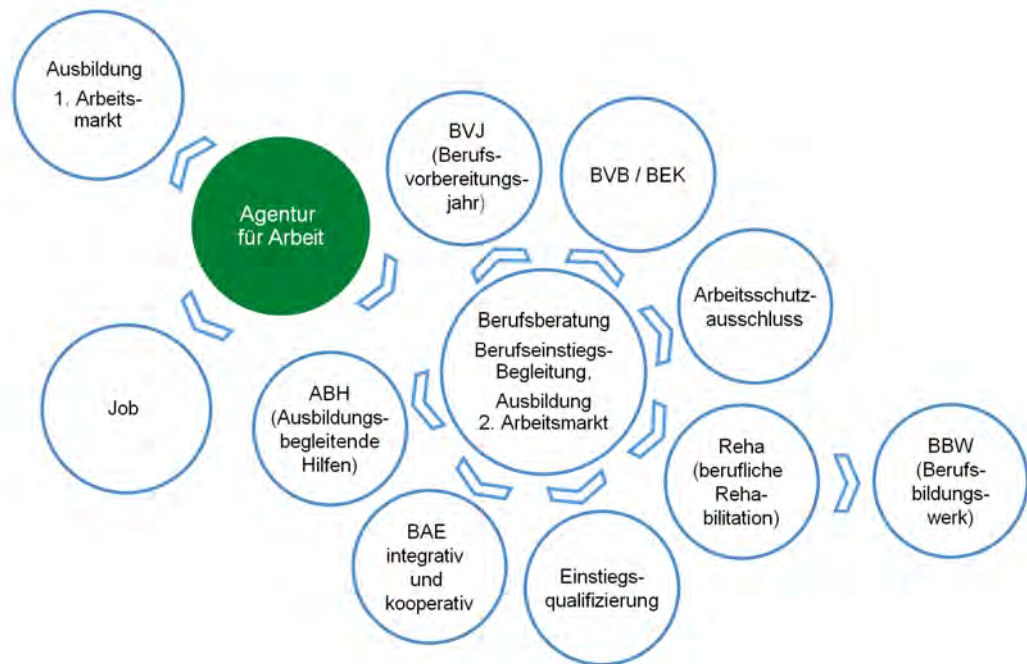 Ausbildung
1. Arbeits-
markt
Agentur
für Arbeit
Job
BVJ
(Berufs-
vorbereitungs-
jahr)
BVB / BEK
Arbeitsschutz-
ausschluss
Berufsberatung
Berufseinstiegs-
Begleitung,
Ausbildung
2. Arbeitsmarkt
ABH
(Ausbildungs-
begleitende
Hilfen)
BAE
integrativ
und
kooperativ
Einstiegs-
qualifizierung
Reha
(berufliche
Reha-
bilitation)
BBW
(Berufs-
bildungs-
werk)